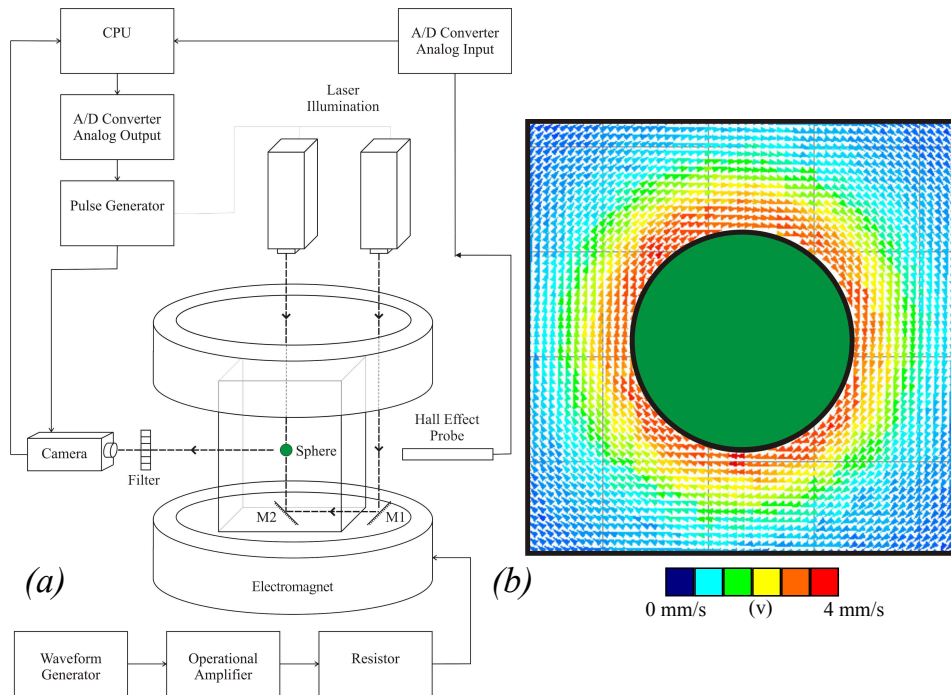 CPU
A/D Converter
Analog Input
Laser
Illumination
A/D Converter
Analog Output
Pulse Generator
Hall Effect
Probe
Camera
Sphere
Filter
M2
M1
Electromagnet
(a)
(b)
0 mm/s
(v)
4 mm/s
Waveform
Generator
Operational
Amplifier
Resistor